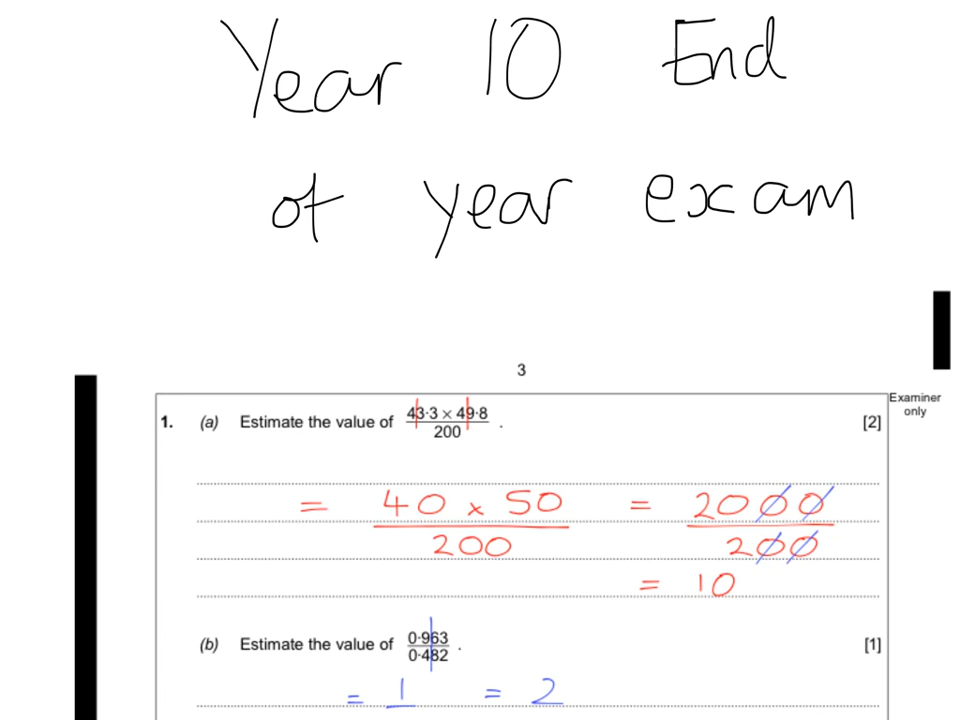 Year 10 End
of year exam
3
Examiner only
1. (a) Estimate the value of 43·3 × 49·8 / 200 . [2]
= 40 × 50 / 200 = 2000 / 200
= 10
(b) Estimate the value of 0·963 / 0·482 . [1]
= 1 = 2